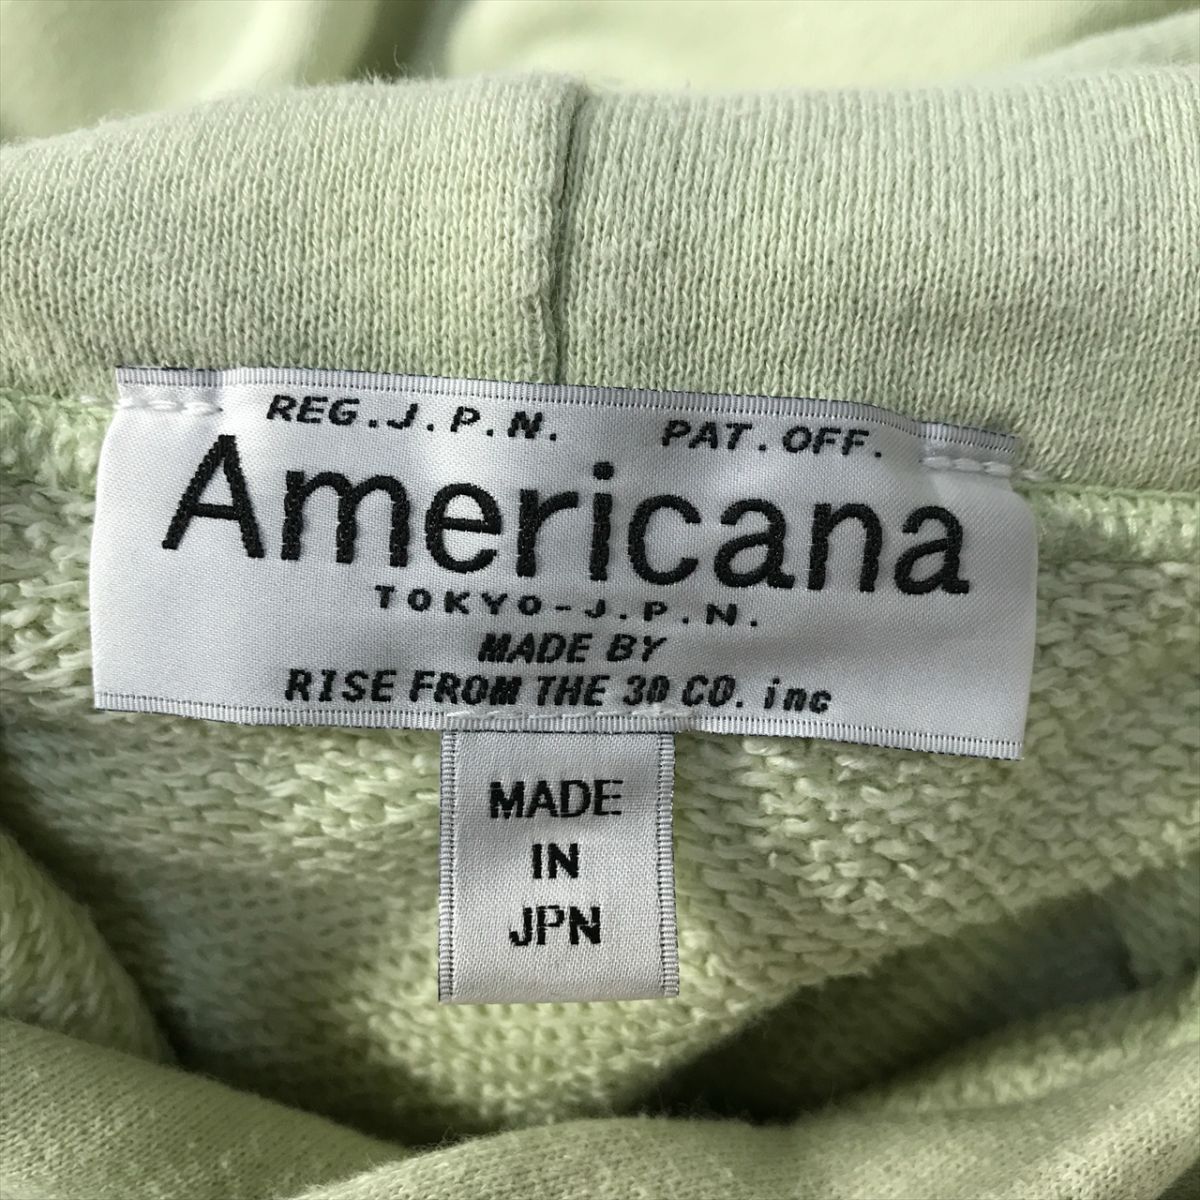 REG.J.P.N. PAT.OFF.
Americana
TOKYO-J.P.N.
MADE BY
RISE FROM THE 30 CO. inc
MADE
IN
JPN